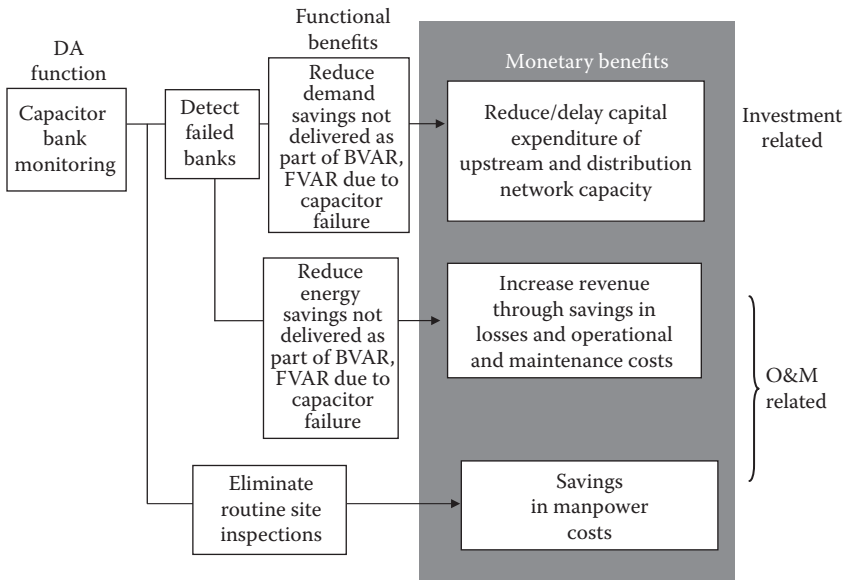 DA
function
Functional
benefits
Monetary benefits
Capacitor
bank
monitoring
Detect
failed
banks
Reduce
demand
savings not
delivered as
part of BVAR,
FVAR due to
capacitor
failure
Reduce/delay capital
expenditure of
upstream and distribution
network capacity
Investment
related
Reduce
energy
savings not
delivered as
part of BVAR,
FVAR due to
capacitor
failure
Increase revenue
through savings in
losses and operational
and maintenance costs
O&M
related
Eliminate
routine site
inspections
Savings
in manpower
costs